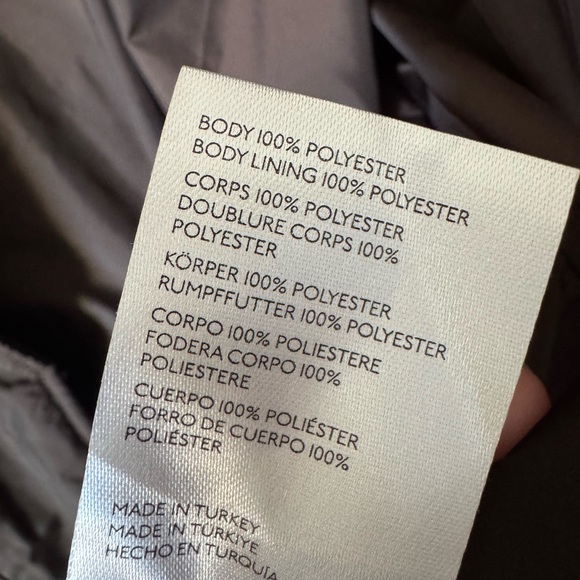 BODY 100% POLYESTER
BODY LINING 100% POLYESTER
CORPS 100% POLYESTER
DOUBLURE CORPS 100%
POLYESTER
KÖRPER 100% POLYESTER
RUMPFFUTTER 100% POLYESTER
CORPO 100% POLIESTERE
FODERA CORPO 100%
POLIESTERE
CUERPO 100% POLIÉSTER
FORRO DE CUERPO 100%
POLIÉSTER
MADE IN TURKEY
MADE IN TÜRKIYE
HECHO EN TURQUÍA